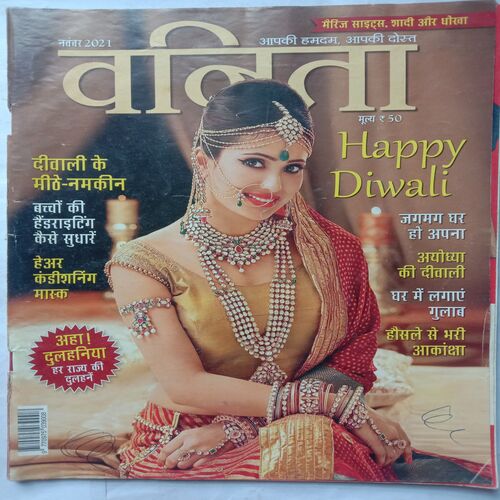 मैरिज साइट्स, शादी और धोखा
नवंबर 2021
आपकी हमदम, आपकी दोस्त
वनिता
मूल्य ₹ 50
Happy
Diwali
दीवाली के
मीठे-नमकीन
बच्चों की
हैंडराइटिंग
कैसे सुधारें
हेअर
कंडीशनिंग
मास्क
जगमग घर
हो अपना
अयोध्या
की दीवाली
घर में लगाएं
गुलाब
हौसले से भरी
आकांक्षा
अहा!
दुलहनिया
हर राज्य की
दुलहनें